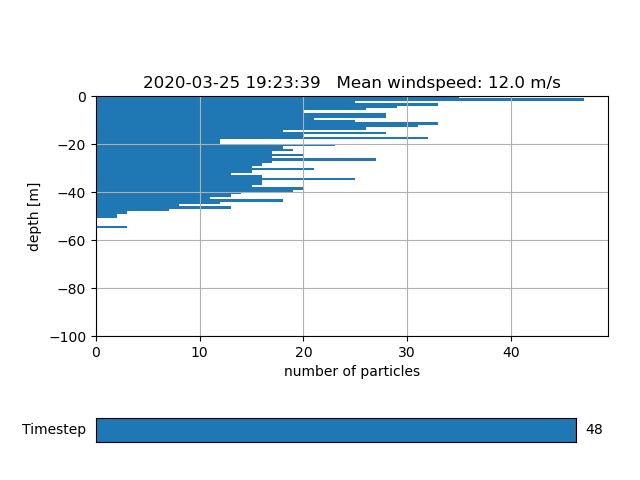 2020-03-25 19:23:39   Mean windspeed: 12.0 m/s
0
−20
−40
−60
−80
−100
depth [m]
0 10 20 30 40
number of particles
Timestep 48